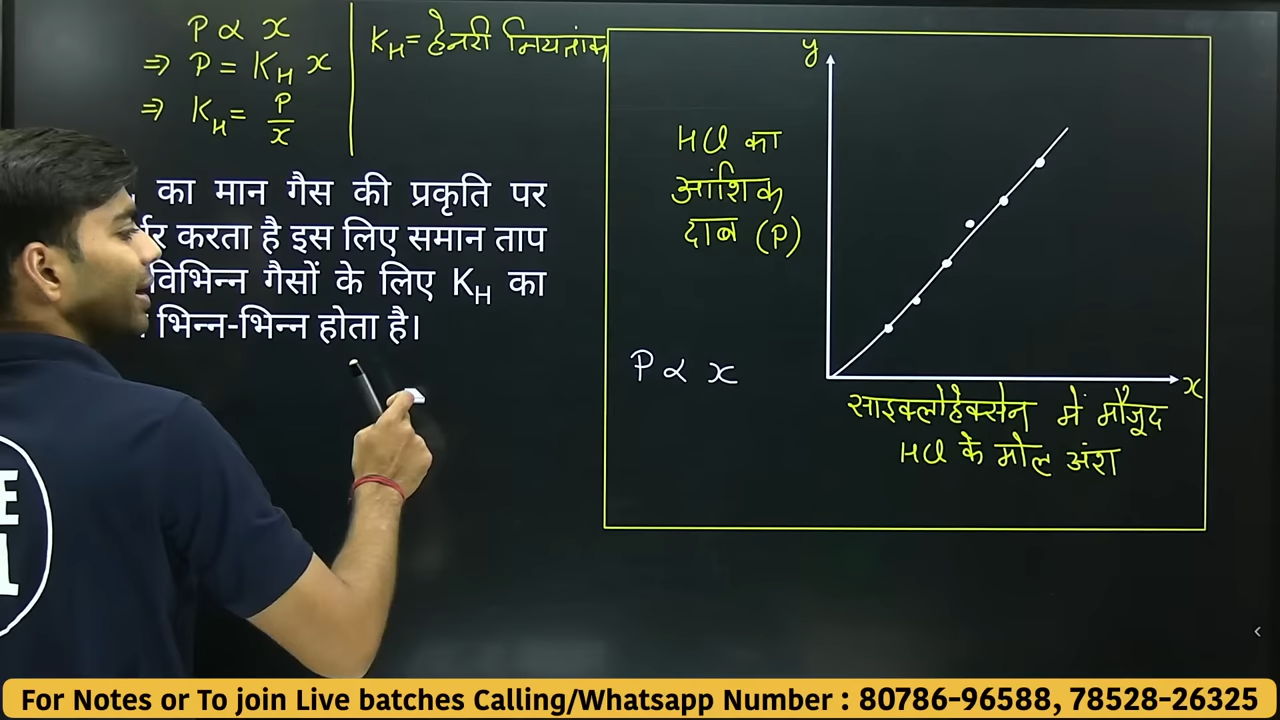 P ∝ x
⇒ P = K_H x
⇒ K_H = P/x
K_H = हेनरी नियतांक
का मान गैस की प्रकृति पर
करता है इस लिए समान ताप
विभिन्न गैसों के लिए K_H का
भिन्न-भिन्न होता है।
y
HCl का
आंशिक
दाब (P)
P ∝ x
x
साइक्लोहैक्सेन में मौजूद
HCl के मोल अंश
For Notes or To join Live batches Calling/Whatsapp Number : 80786-96588, 78528-26325